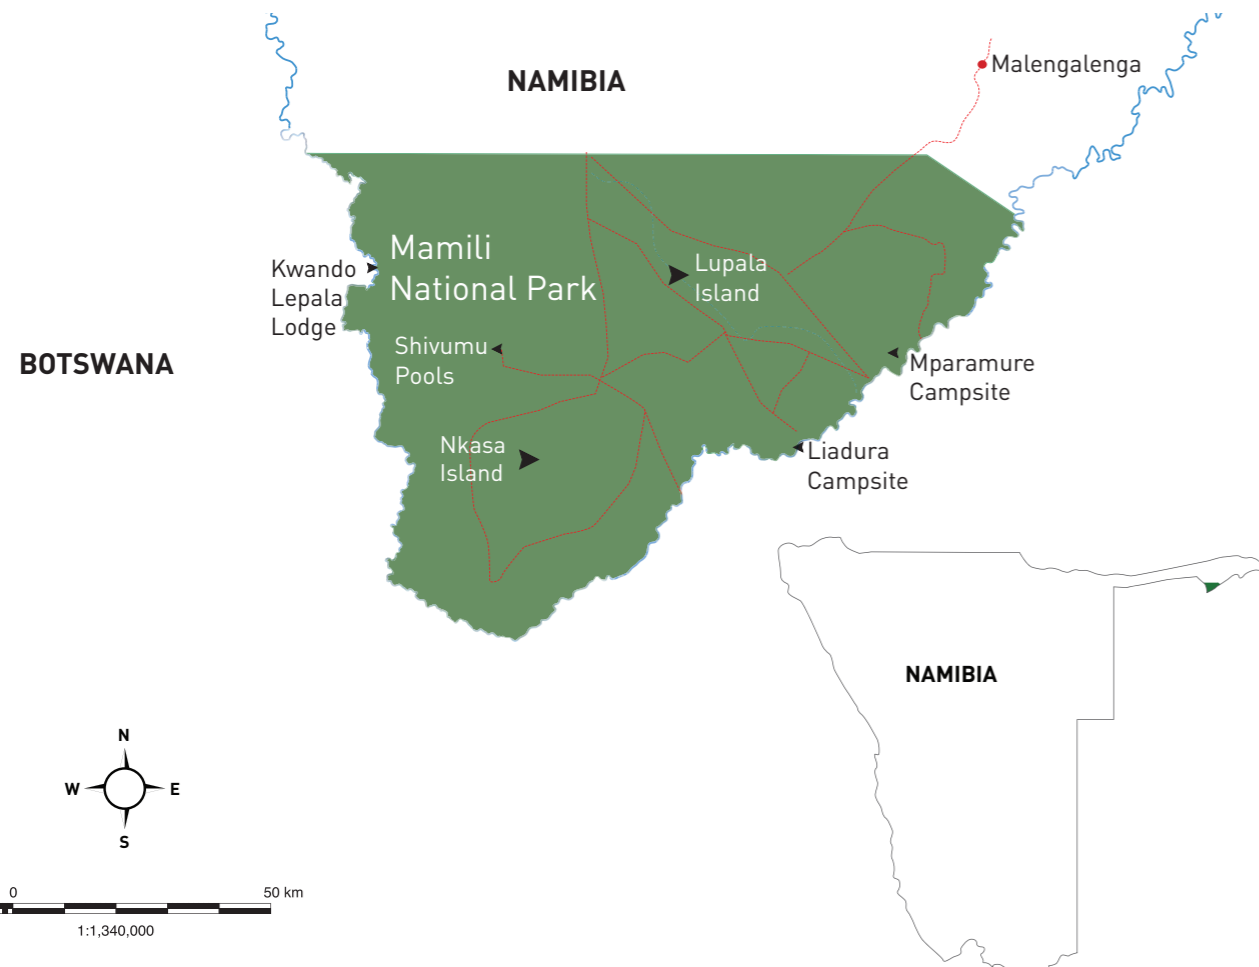 NAMIBIA
Malengalenga
Mamili
National Park
Kwando
Lepala
Lodge
Lupala
Island
BOTSWANA
Shivumu
Pools
Mparamure
Campsite
Nkasa
Island
Liadura
Campsite
NAMIBIA
N
W E
S
0 50 km
1:1,340,000